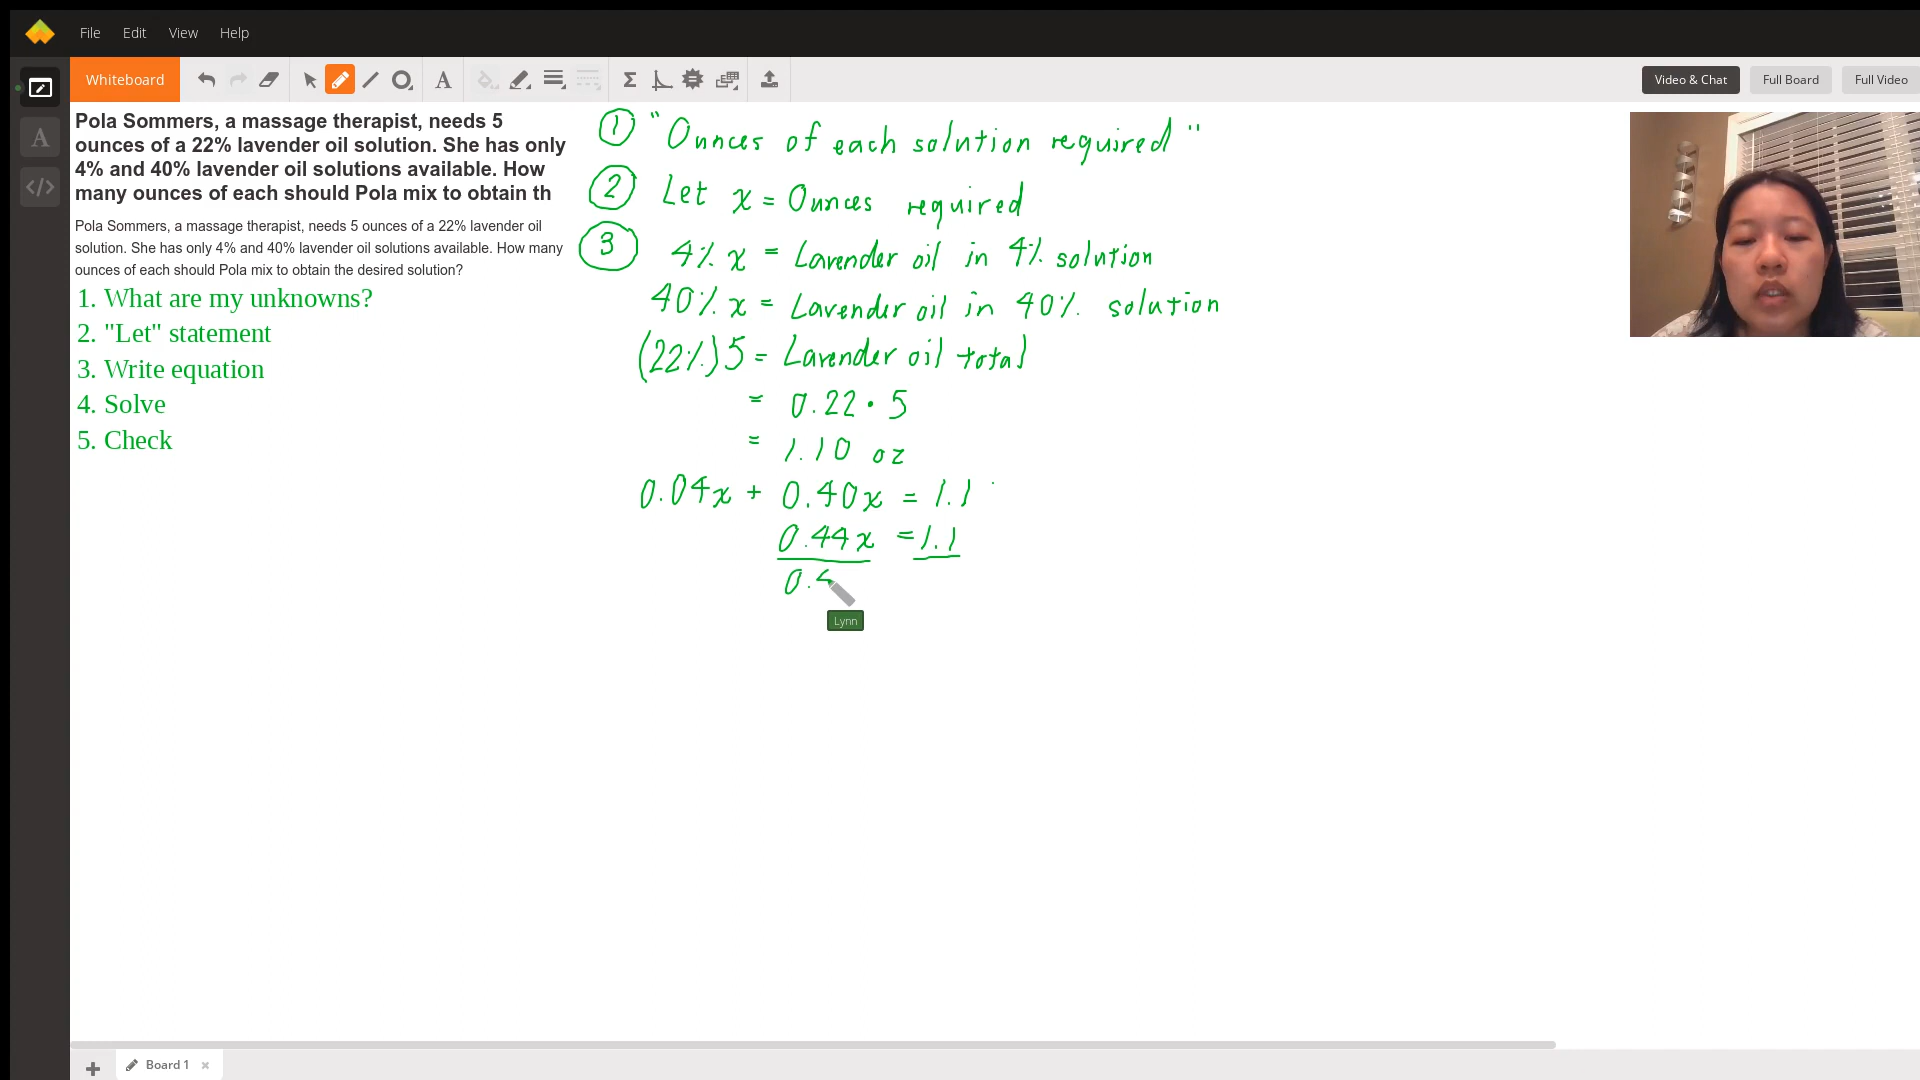 File Edit View Help
Whiteboard
Video & Chat Full Board Full Video
Pola Sommers, a massage therapist, needs 5
ounces of a 22% lavender oil solution. She has only
4% and 40% lavender oil solutions available. How
many ounces of each should Pola mix to obtain th
Pola Sommers, a massage therapist, needs 5 ounces of a 22% lavender oil
solution. She has only 4% and 40% lavender oil solutions available. How many
ounces of each should Pola mix to obtain the desired solution?
1. What are my unknowns?
2. "Let" statement
3. Write equation
4. Solve
5. Check
① "Ounces of each solution required"
② Let x = Ounces required
③ 4% x = Lavender oil in 4% solution
40% x = Lavender oil in 40% solution
(22%)5 = Lavender oil total
= 0.22 • 5
= 1.10 oz
0.04x + 0.40x = 1.1
0.44x = 1.1
0.4
Lynn
Board 1